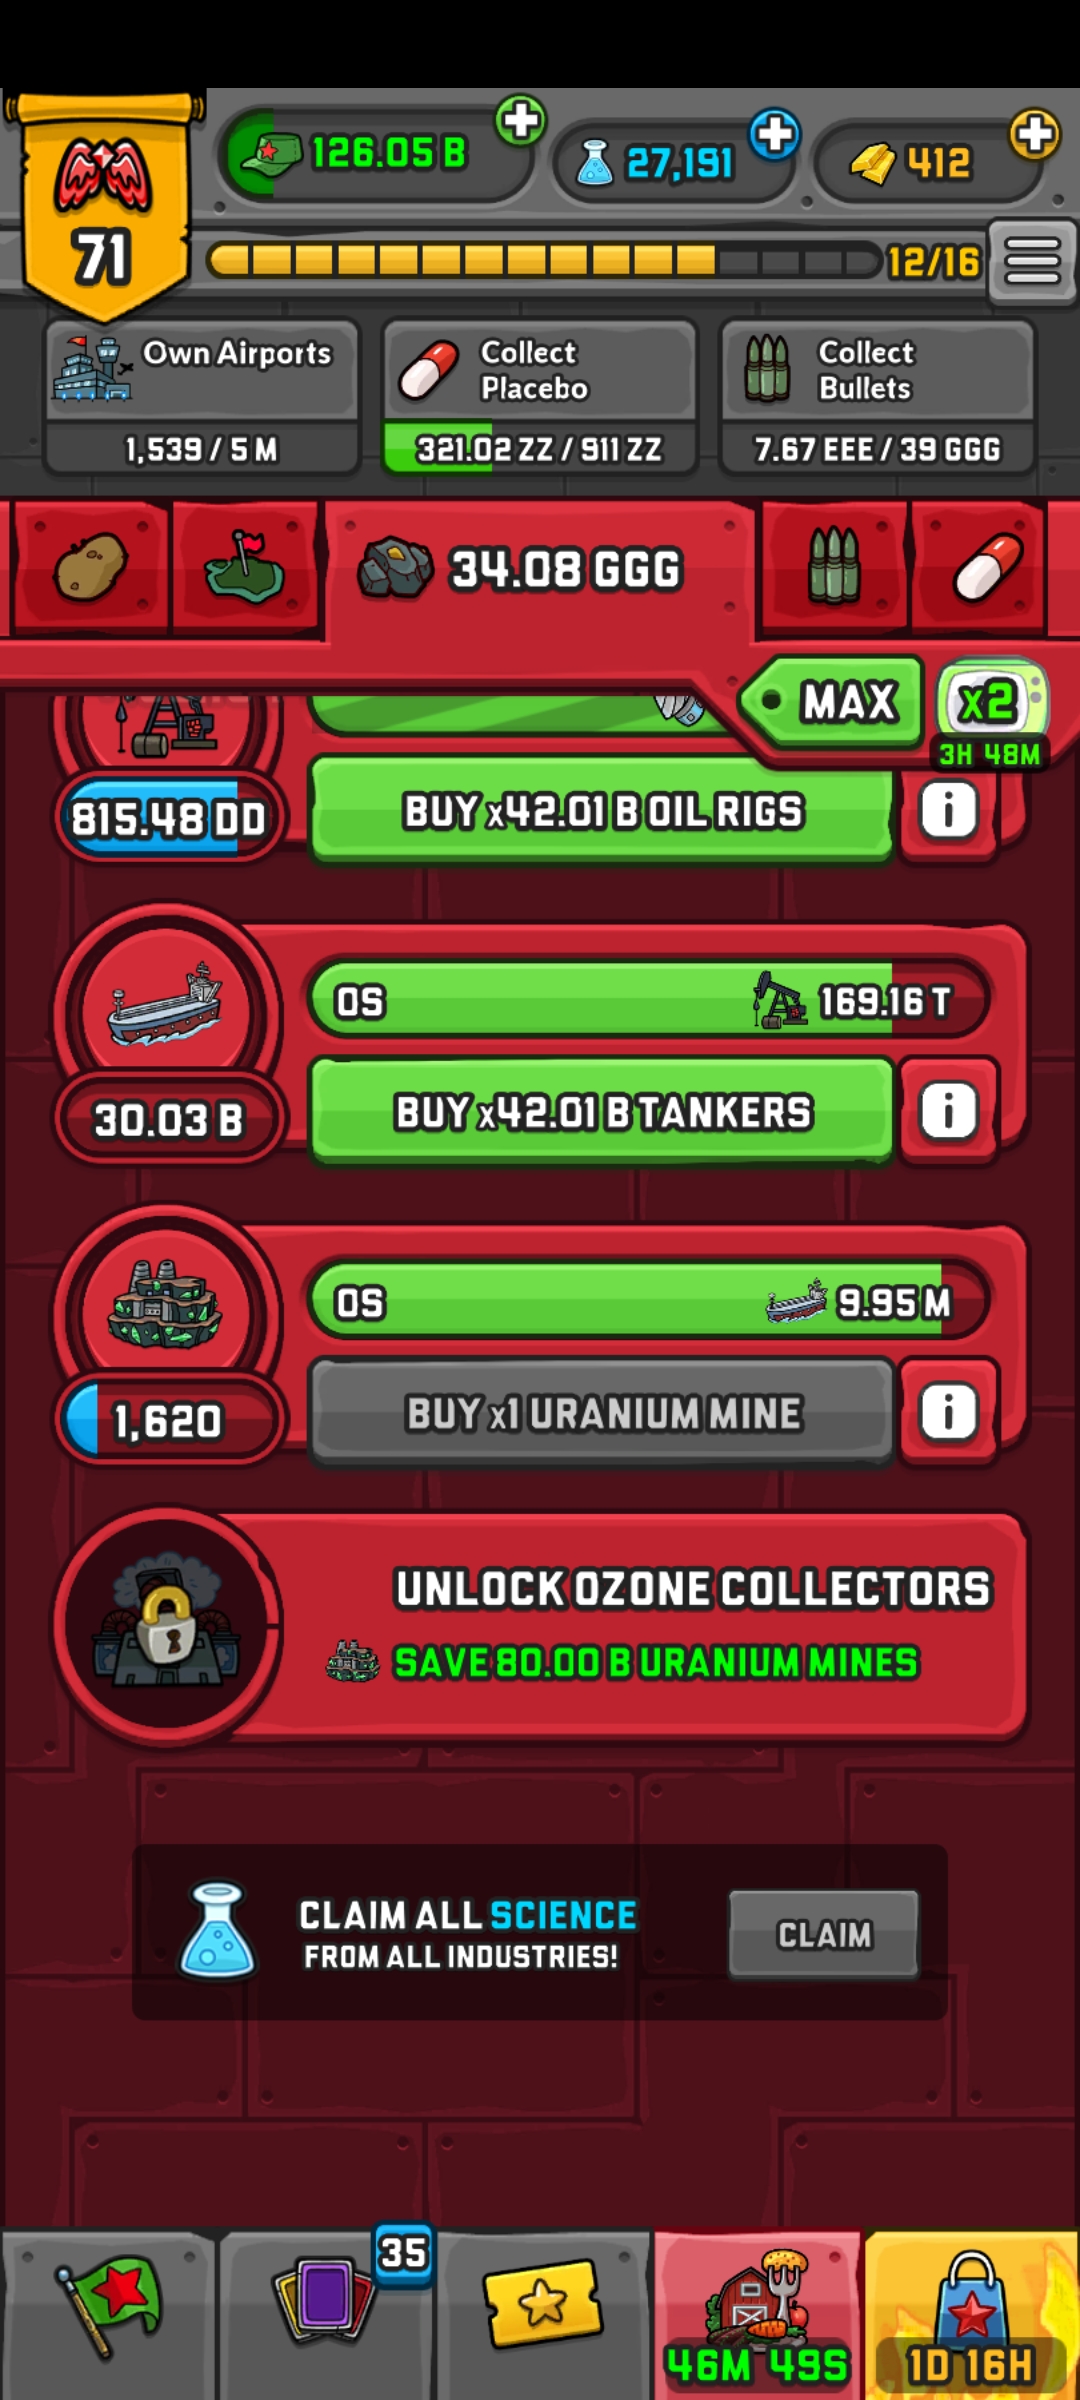 126.05 B
27,191
412
71
12/16
Own Airports
1,539 / 5 M
Collect
Placebo
321.02 ZZ / 911 ZZ
Collect
Bullets
7.67 EEE / 39 GGG
34.08 GGG
MAX
x2
3H 48M
815.48 DD
BUY x42.01 B OIL RIGS
i
0S
169.16 T
30.03 B
BUY x42.01 B TANKERS
i
0S
9.95 M
1,620
BUY x1 URANIUM MINE
i
UNLOCK OZONE COLLECTORS
SAVE 80.00 B URANIUM MINES
CLAIM ALL SCIENCE
FROM ALL INDUSTRIES!
CLAIM
35
46M 49S
1D 16H